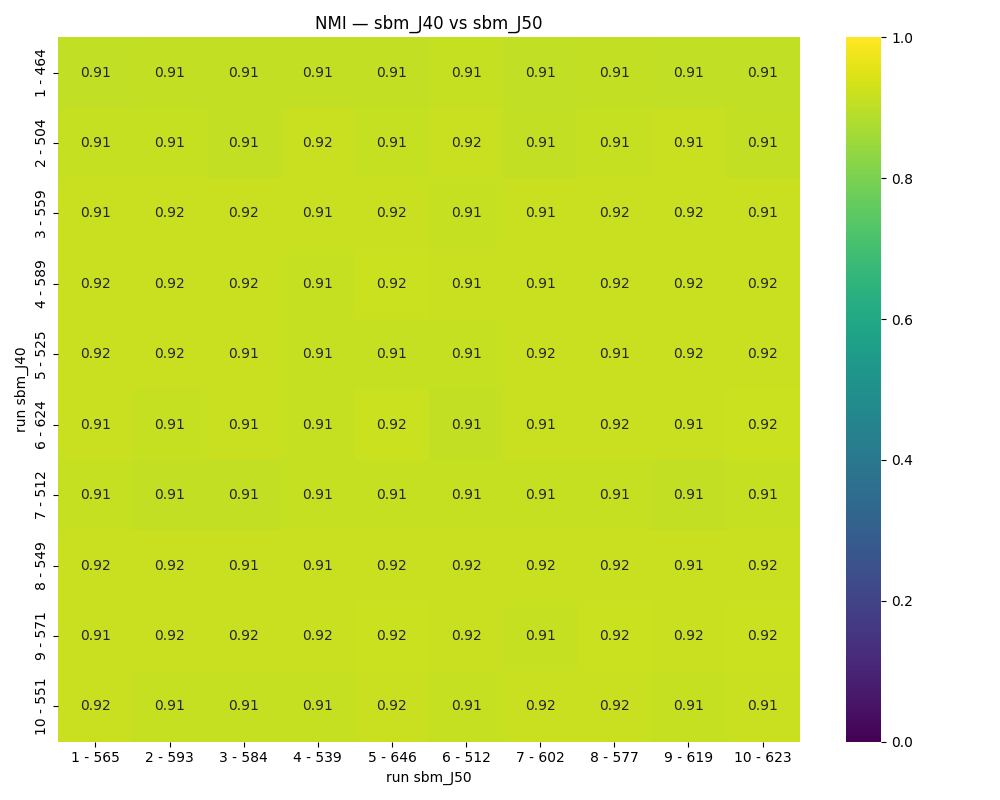 NMI — sbm_J40 vs sbm_J50
run sbm_J40
1 - 464 0.91 0.91 0.91 0.91 0.91 0.91 0.91 0.91 0.91 0.91
2 - 504 0.91 0.91 0.91 0.92 0.91 0.92 0.91 0.91 0.91 0.91
3 - 559 0.91 0.92 0.92 0.91 0.92 0.91 0.91 0.92 0.92 0.91
4 - 589 0.92 0.92 0.92 0.91 0.92 0.91 0.91 0.92 0.92 0.92
5 - 525 0.92 0.92 0.91 0.91 0.91 0.91 0.92 0.91 0.92 0.92
6 - 624 0.91 0.91 0.91 0.91 0.92 0.91 0.91 0.92 0.91 0.92
7 - 512 0.91 0.91 0.91 0.91 0.91 0.91 0.91 0.91 0.91 0.91
8 - 549 0.92 0.92 0.91 0.91 0.92 0.92 0.92 0.92 0.91 0.92
9 - 571 0.91 0.92 0.92 0.92 0.92 0.92 0.91 0.92 0.92 0.92
10 - 551 0.92 0.91 0.91 0.91 0.92 0.91 0.92 0.92 0.91 0.91
1 - 565 2 - 593 3 - 584 4 - 539 5 - 646 6 - 512 7 - 602 8 - 577 9 - 619 10 - 623
run sbm_J50
1.0
0.8
0.6
0.4
0.2
0.0